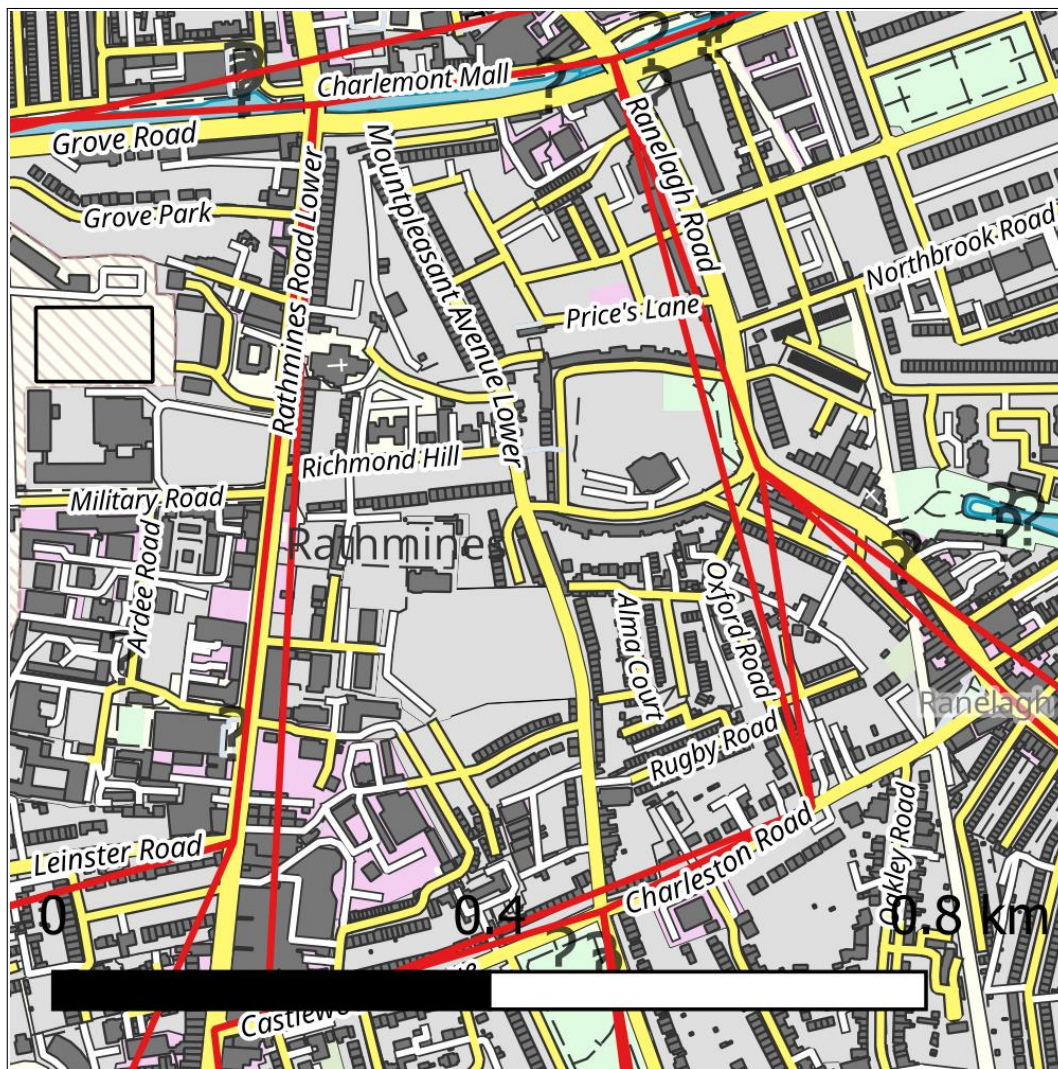 Charlemont Mall
Grove Road
Ranelagh Road
Mountpleasant Avenue Lower
Rathmines Road Lower
Grove Park
Northbrook Road
Price's Lane
Richmond Hill
Military Road
Rathmines
Ardee Road
Oxford Road
Alma Court
Ranelagh
Rugby Road
Oakley Road
Charleston Road
Leinster Road
0 0.4 0.8 km